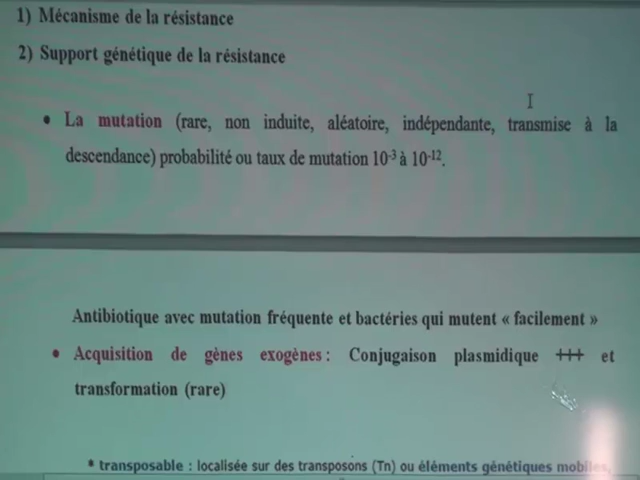 1) Mécanisme de la résistance
2) Support génétique de la résistance
• La mutation (rare, non induite, aléatoire, indépendante, transmise à la
descendance) probabilité ou taux de mutation 10⁻³ à 10⁻¹².
Antibiotique avec mutation fréquente et bactéries qui mutent « facilement »
• Acquisition de gènes exogènes : Conjugaison plasmidique +++ et
transformation (rare)
* transposable : localisée sur des transposons (Tn) ou éléments génétiques mobiles,